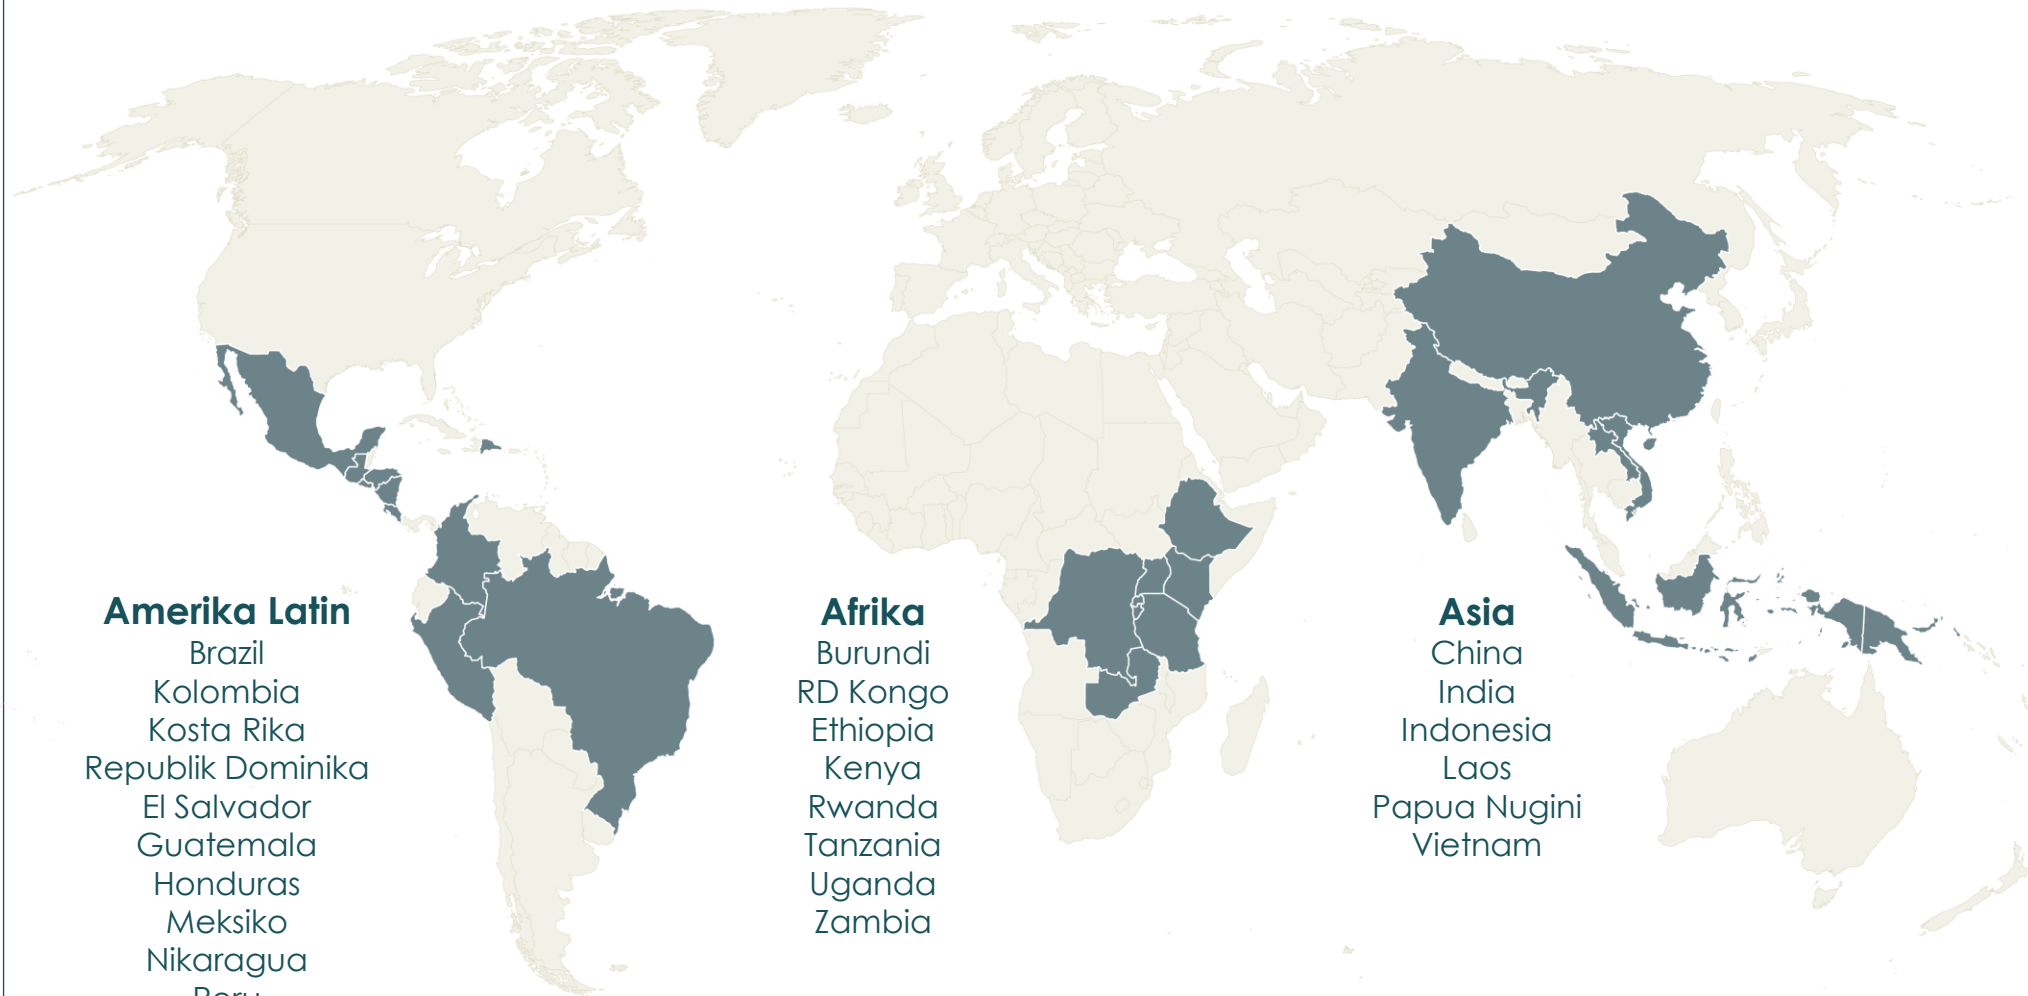 Amerika Latin
Brazil
Kolombia
Kosta Rika
Republik Dominika
El Salvador
Guatemala
Honduras
Meksiko
Nikaragua
Peru
Afrika
Burundi
RD Kongo
Ethiopia
Kenya
Rwanda
Tanzania
Uganda
Zambia
Asia
China
India
Indonesia
Laos
Papua Nugini
Vietnam